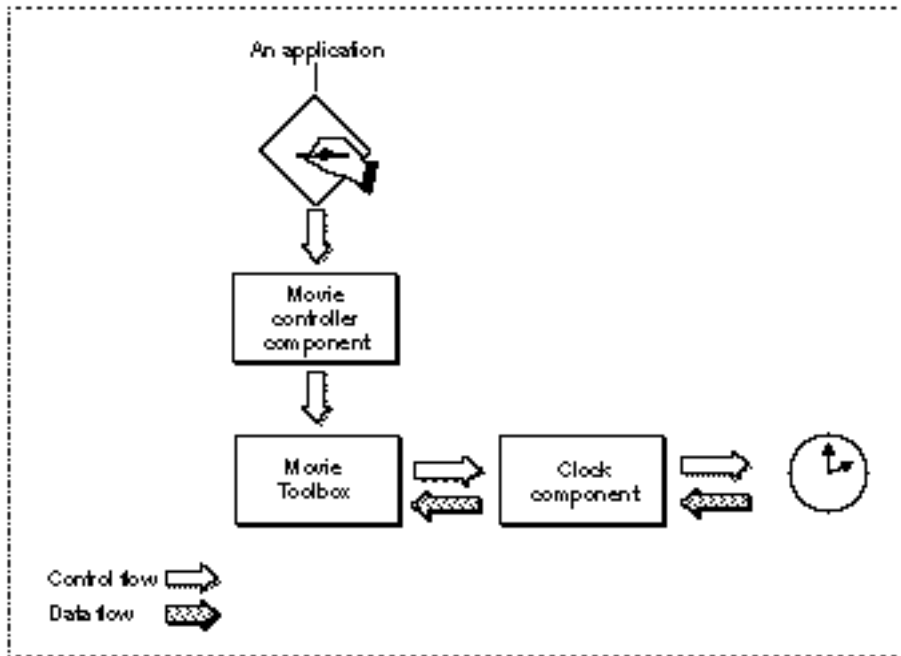 An application
Movie
controller
component
Movie
Toolbox
Clock
component
Control flow
Data flow